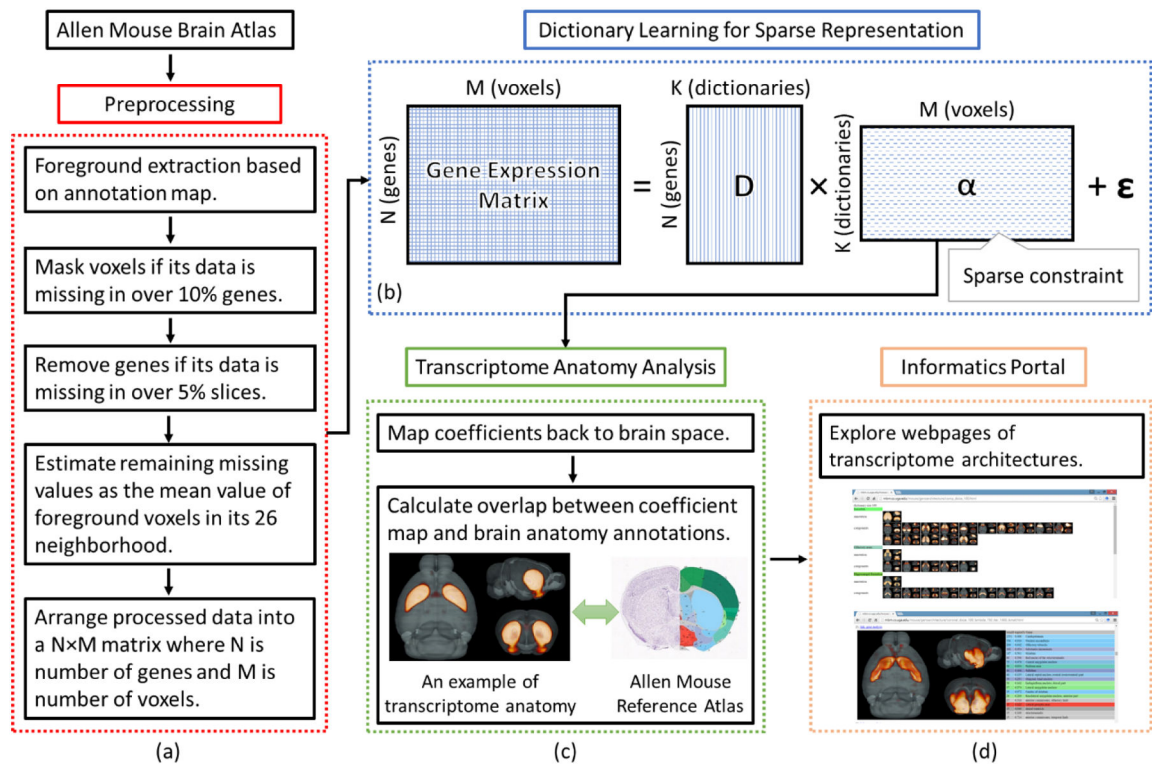 Allen Mouse Brain Atlas
Preprocessing
Foreground extraction based
on annotation map.
Mask voxels if its data is
missing in over 10% genes.
Remove genes if its data is
missing in over 5% slices.
Estimate remaining missing
values as the mean value of
foreground voxels in its 26
neighborhood.
Arrange processed data into
a N×M matrix where N is
number of genes and M is
number of voxels.
(a)
Dictionary Learning for Sparse Representation
M (voxels)
N (genes)
Gene Expression
Matrix
=
K (dictionaries)
N (genes)
D
×
M (voxels)
K (dictionaries)
α
+ ε
Sparse constraint
(b)
Transcriptome Anatomy Analysis
Map coefficients back to brain space.
Calculate overlap between coefficient
map and brain anatomy annotations.
An example of
transcriptome anatomy
Allen Mouse
Reference Atlas
(c)
Informatics Portal
Explore webpages of
transcriptome architectures.
(d)